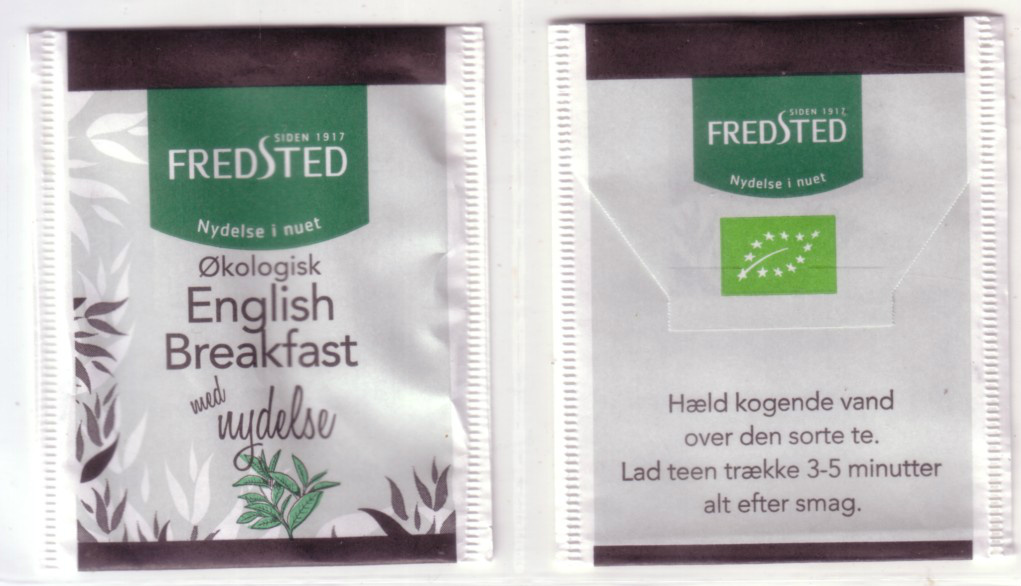 SIDEN 1917
FREDSTED
Nydelse i nuet
Økologisk
English
Breakfast
med
nydelse
SIDEN 1917
FREDSTED
Nydelse i nuet
Hæld kogende vand
over den sorte te.
Lad teen trække 3-5 minutter
alt efter smag.